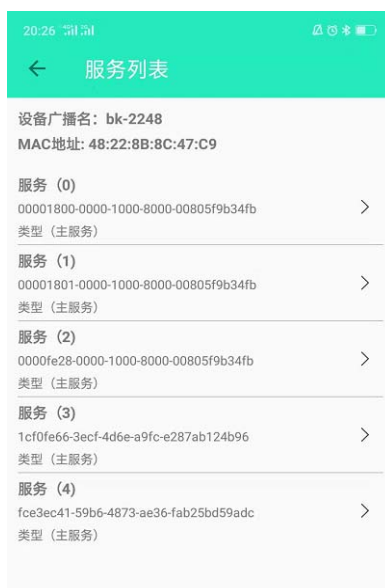 20:26
服务列表
设备广播名：bk-2248
MAC地址: 48:22:8B:8C:47:C9
服务（0)
00001800-0000-1000-8000-00805f9b34fb
类型（主服务）
服务（1)
00001801-0000-1000-8000-00805f9b34fb
类型（主服务）
服务（2)
0000fe28-0000-1000-8000-00805f9b34fb
类型（主服务）
服务（3)
1cf0fe66-3ecf-4d6e-a9fc-e287ab124b96
类型（主服务）
服务（4)
fce3ec41-59b6-4873-ae36-fab25bd59adc
类型（主服务）